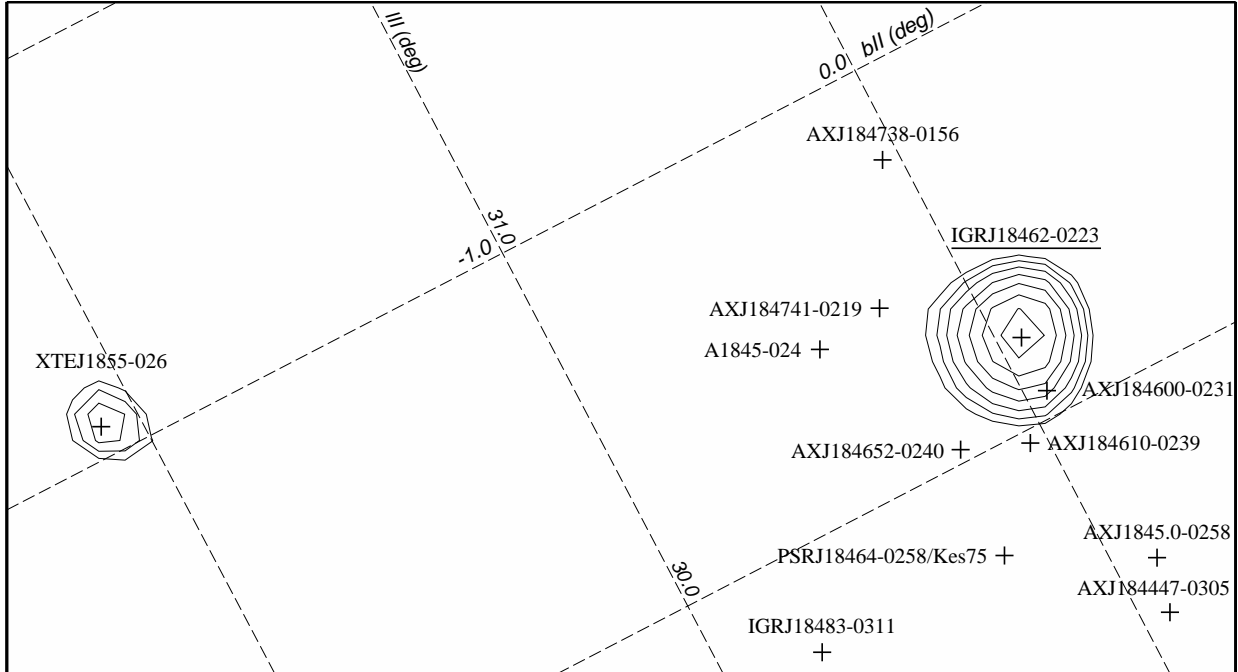 lII (deg)
bII (deg)
0.0
AXJ184738-0156
31.0
-1.0
IGRJ18462-0223
AXJ184741-0219
A1845-024
XTEJ1855-026
AXJ184600-0231
AXJ184652-0240
AXJ184610-0239
PSRJ18464-0258/Kes75
AXJ1845.0-0258
30.0
AXJ184447-0305
IGRJ18483-0311